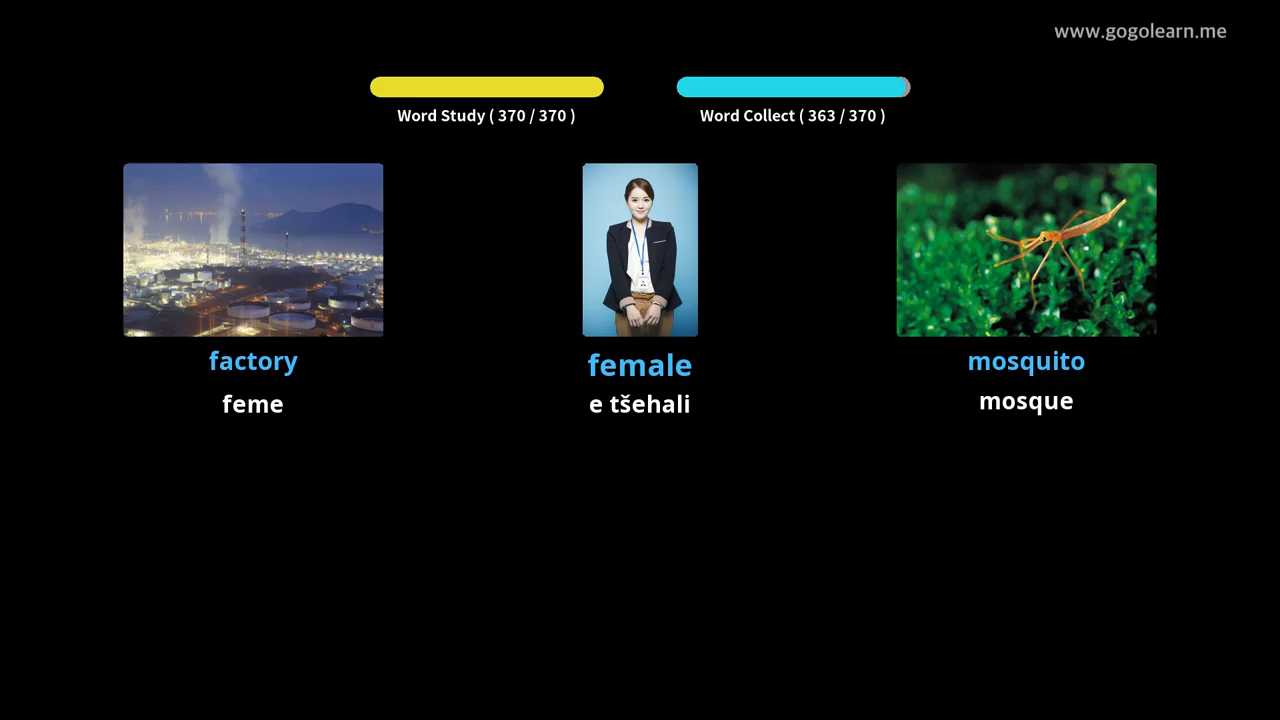 www.gogolearn.me
Word Study ( 370 / 370 )
Word Collect ( 363 / 370 )
factory
female
mosquito
feme
e tšehali
mosque